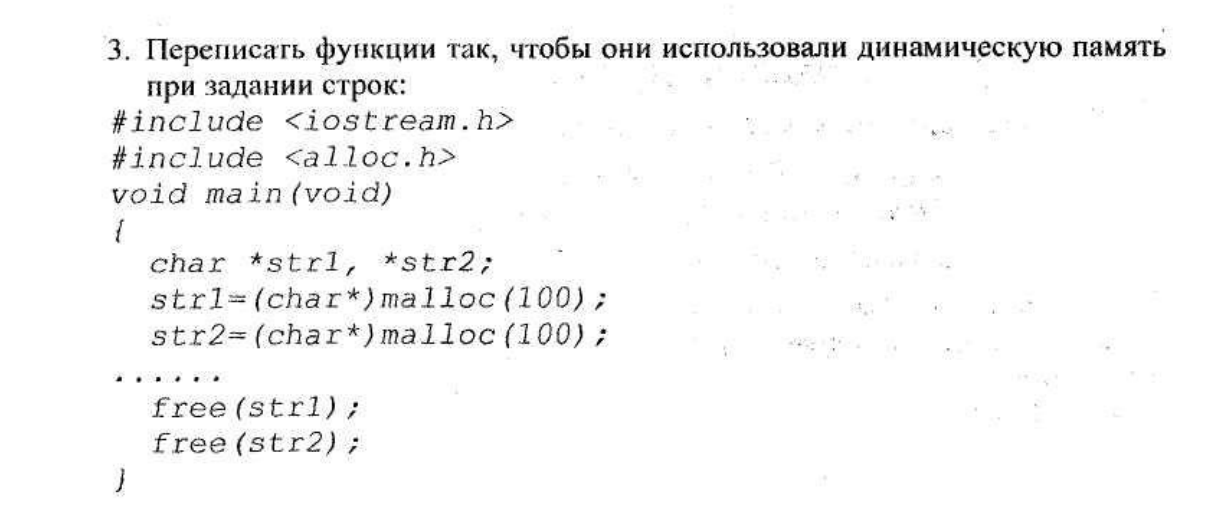 3. Переписать функции так, чтобы они использовали динамическую память
при задании строк:
#include <iostream.h>
#include <alloc.h>
void main(void)
{
char *str1, *str2;
str1=(char*)malloc(100);
str2=(char*)malloc(100);
......
free(str1);
free(str2);
}